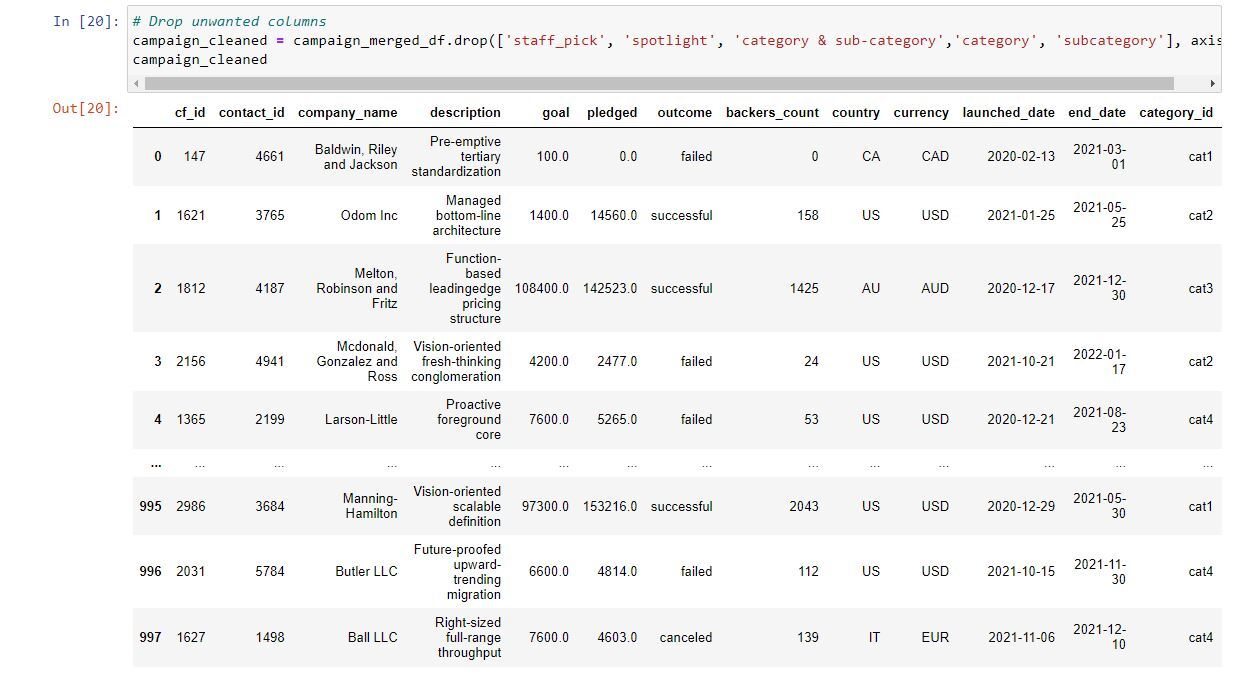 In [20]: # Drop unwanted columns
campaign_cleaned = campaign_merged_df.drop(['staff_pick', 'spotlight', 'category & sub-category','category', 'subcategory'], axis
campaign_cleaned
Out[20]:
cf_id contact_id company_name description goal pledged outcome backers_count country currency launched_date end_date category_id
0 147 4661 Baldwin, Riley and Jackson Pre-emptive tertiary standardization 100.0 0.0 failed 0 CA CAD 2020-02-13 2021-03-01 cat1
1 1621 3765 Odom Inc Managed bottom-line architecture 1400.0 14560.0 successful 158 US USD 2021-01-25 2021-05-25 cat2
2 1812 4187 Melton, Robinson and Fritz Function-based leadingedge pricing structure 108400.0 142523.0 successful 1425 AU AUD 2020-12-17 2021-12-30 cat3
3 2156 4941 Mcdonald, Gonzalez and Ross Vision-oriented fresh-thinking conglomeration 4200.0 2477.0 failed 24 US USD 2021-10-21 2022-01-17 cat2
4 1365 2199 Larson-Little Proactive foreground core 7600.0 5265.0 failed 53 US USD 2020-12-21 2021-08-23 cat4
... ... ... ... ... ... ... ... ... ... ... ... ... ...
995 2986 3684 Manning-Hamilton Vision-oriented scalable definition 97300.0 153216.0 successful 2043 US USD 2020-12-29 2021-05-30 cat1
996 2031 5784 Butler LLC Future-proofed upward-trending migration 6600.0 4814.0 failed 112 US USD 2021-10-15 2021-11-30 cat4
997 1627 1498 Ball LLC Right-sized full-range throughput 7600.0 4603.0 canceled 139 IT EUR 2021-11-06 2021-12-10 cat4